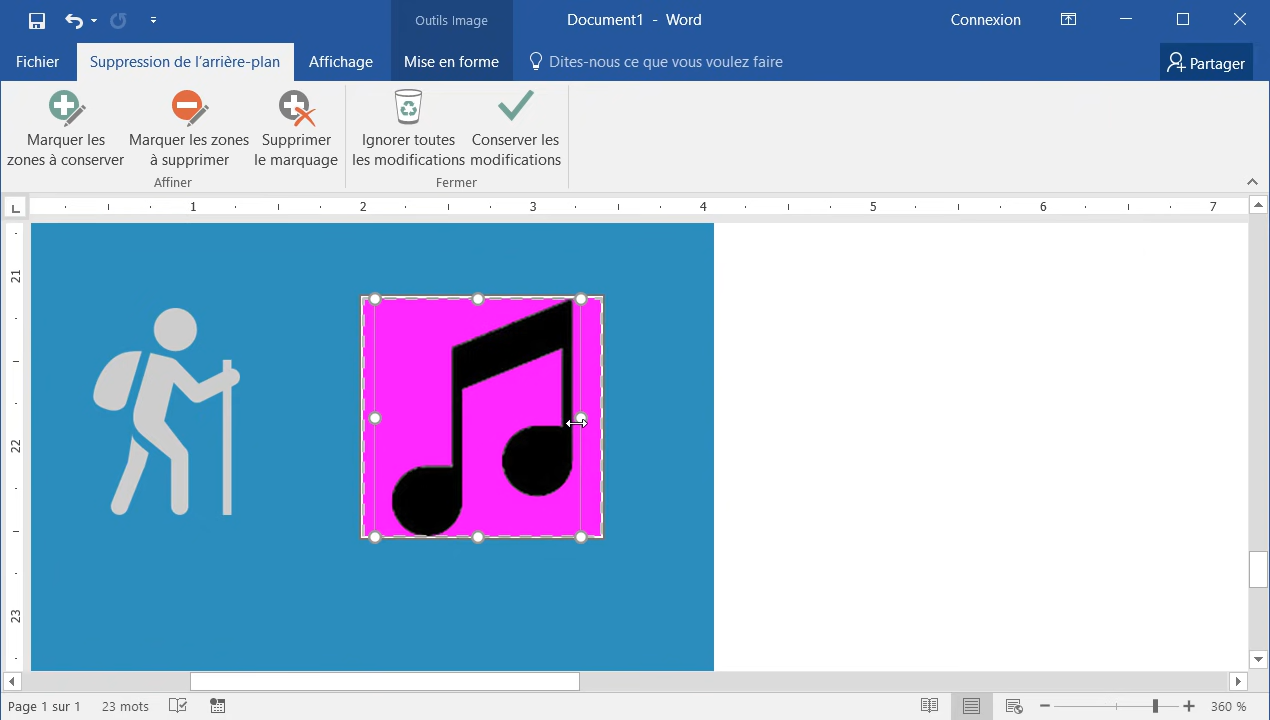 Outils Image
Document1 - Word
Connexion
Fichier
Suppression de l'arrière-plan
Affichage
Mise en forme
Dites-nous ce que vous voulez faire
Partager
Marquer les
zones à conserver
Marquer les zones
à supprimer
Supprimer
le marquage
Ignorer toutes
les modifications
Conserver les
modifications
Affiner
Fermer
1 2 3 4 5 6 7
21
22
23
Page 1 sur 1
23 mots
360 %